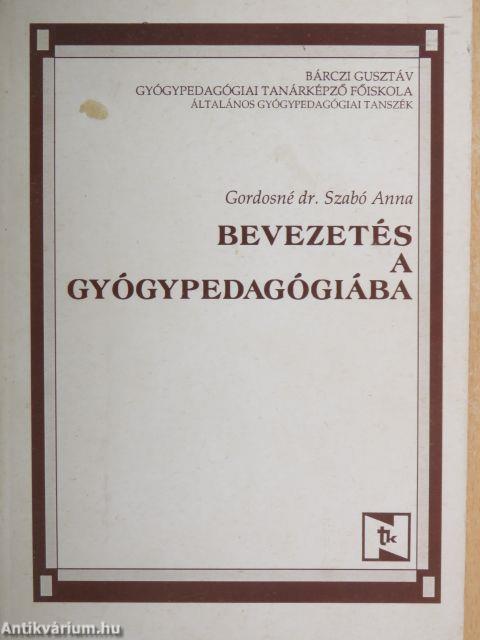 BÁRCZI GUSZTÁV
GYÓGYPEDAGÓGIAI TANÁRKÉPZŐ FŐISKOLA
ÁLTALÁNOS GYÓGYPEDAGÓGIAI TANSZÉK
Gordosné dr. Szabó Anna
BEVEZETÉS
A
GYÓGYPEDAGÓGIÁBA
N
tk
Antikvárium.hu